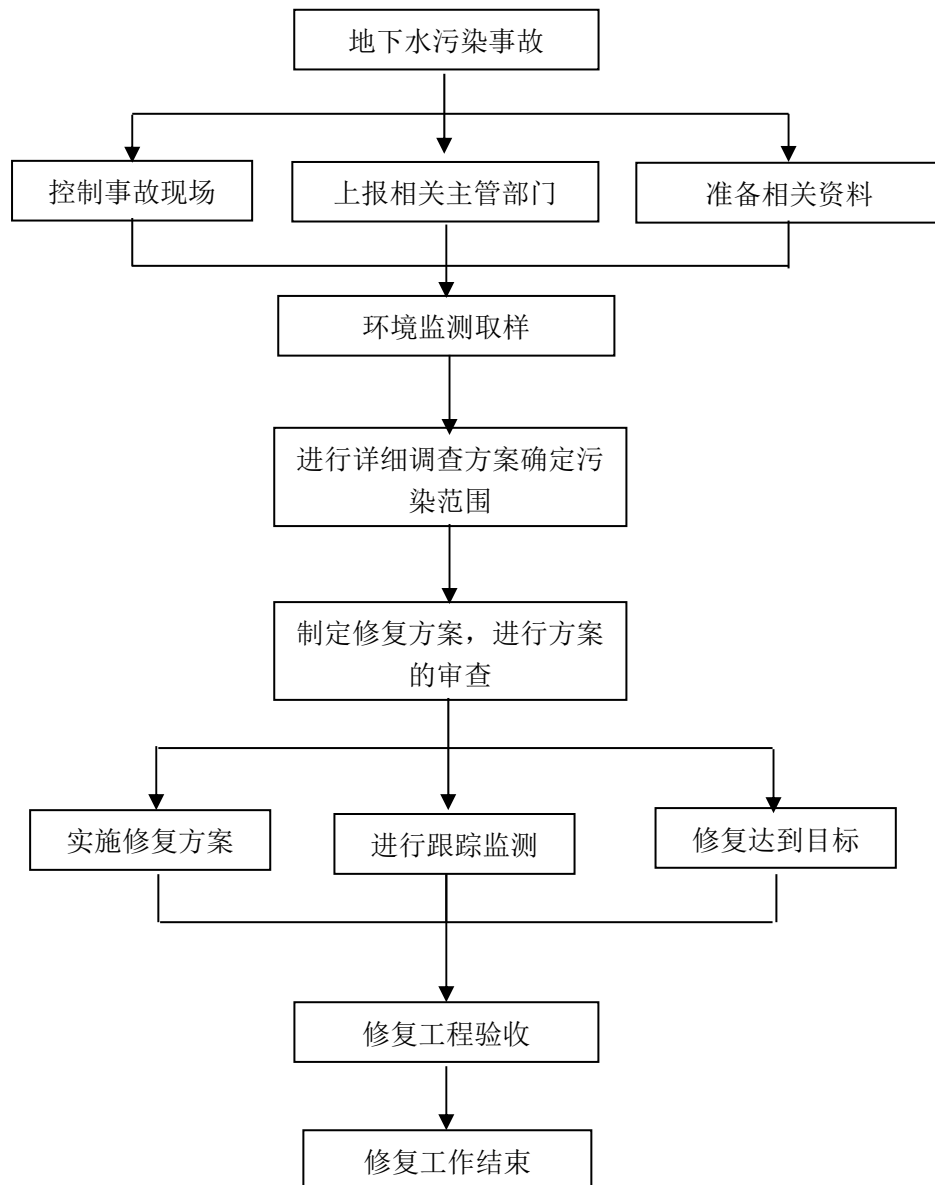 地下水污染事故
控制事故现场
上报相关主管部门
准备相关资料
环境监测取样
进行详细调查方案确定污
染范围
制定修复方案，进行方案
的审查
实施修复方案
进行跟踪监测
修复达到目标
修复工程验收
修复工作结束